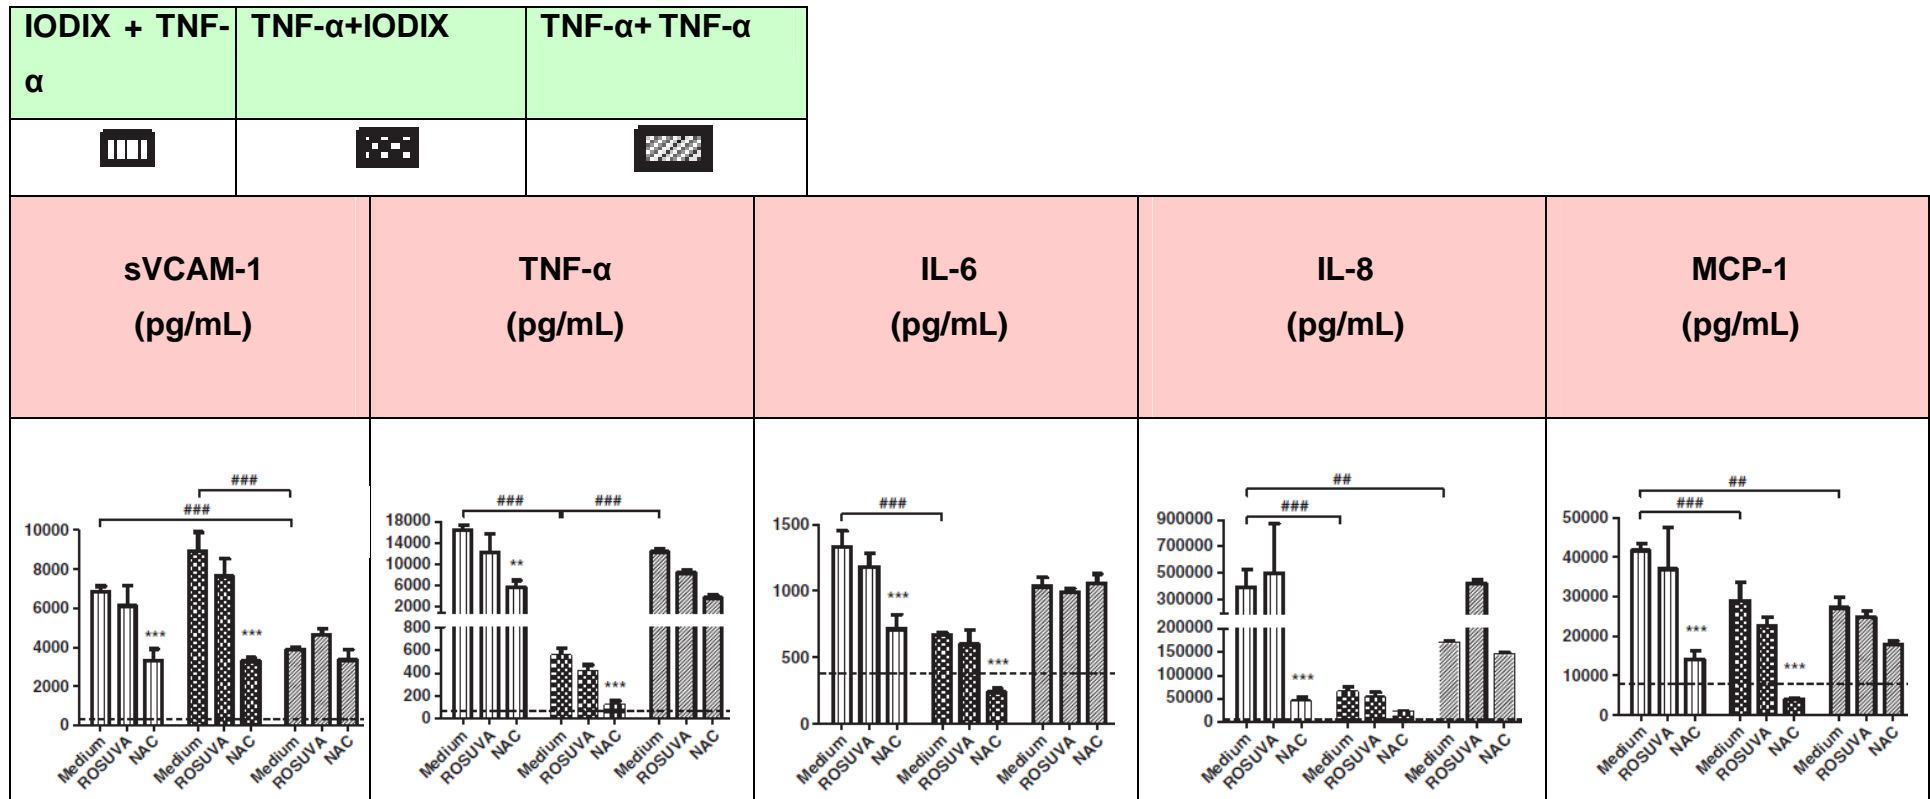 IODIX + TNF-
α
TNF-α+IODIX
TNF-α+ TNF-α
sVCAM-1
(pg/mL)
TNF-α
(pg/mL)
IL-6
(pg/mL)
IL-8
(pg/mL)
MCP-1
(pg/mL)
###
###
10000
8000
6000
4000
2000
0
***
***
Medium
ROSUVA
NAC
Medium
ROSUVA
NAC
Medium
ROSUVA
NAC
###
###
18000
14000
10000
6000
2000
800
600
400
200
0
**
***
Medium
ROSUVA
NAC
Medium
ROSUVA
NAC
Medium
ROSUVA
NAC
###
1500
1000
500
0
***
***
Medium
ROSUVA
NAC
Medium
ROSUVA
NAC
Medium
ROSUVA
NAC
##
###
900000
700000
500000
300000
200000
150000
100000
50000
0
***
Medium
ROSUVA
NAC
Medium
ROSUVA
NAC
Medium
ROSUVA
NAC
##
###
50000
40000
30000
20000
10000
0
***
***
Medium
ROSUVA
NAC
Medium
ROSUVA
NAC
Medium
ROSUVA
NAC